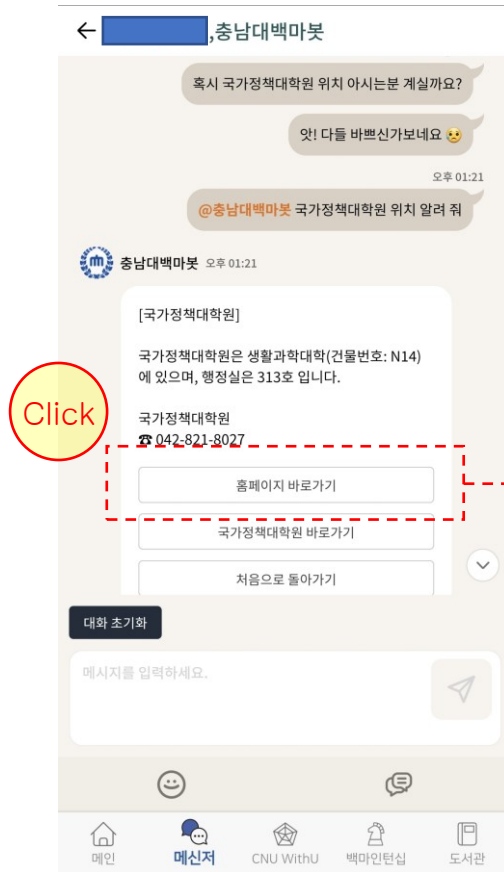 ,충남대백마봇
혹시 국가정책대학원 위치 아시는분 계실까요?
앗! 다들 바쁘신가보네요 😢
오후 01:21
@충남대백마봇 국가정책대학원 위치 알려 줘
충남대백마봇 오후 01:21
[국가정책대학원]
국가정책대학원은 생활과학대학(건물번호: N14)
에 있으며, 행정실은 313호 입니다.
Click
국가정책대학원
☎ 042-821-8027
홈페이지 바로가기
국가정책대학원 바로가기
처음으로 돌아가기
대화 초기화
메시지를 입력하세요.
메인 메신저 CNU WithU 백마인턴십 도서관